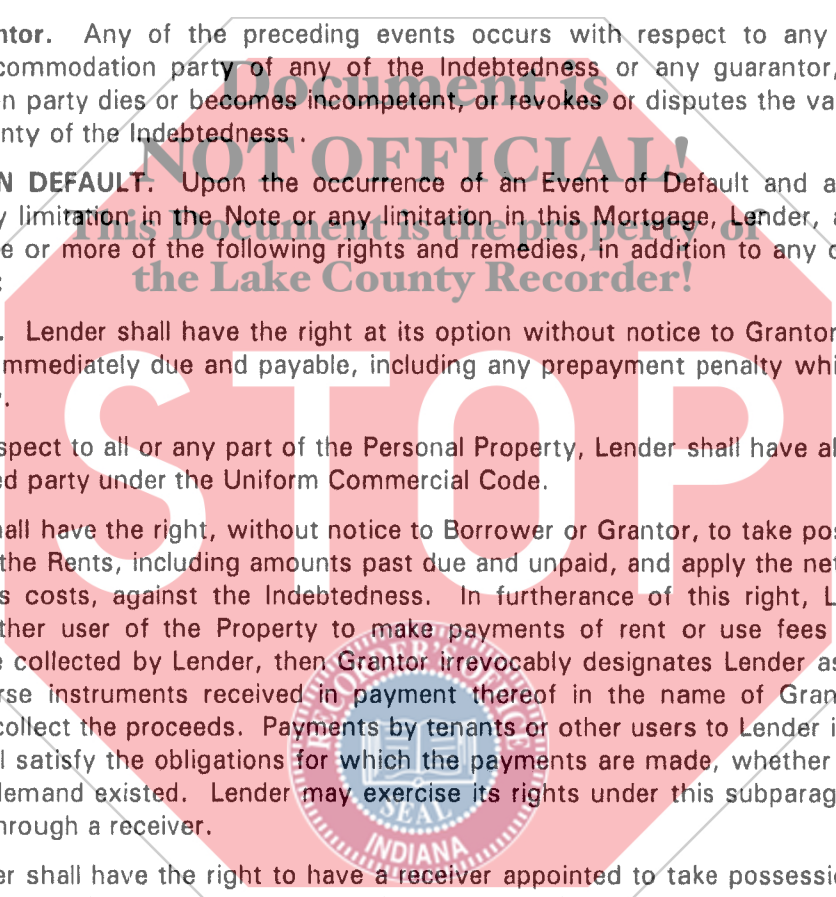 ntor. Any of the preceding events occurs with respect to any
commodation party of any of the Indebtedness or any guarantor,
n party dies or becomes incompetent, or revokes or disputes the va
nty of the Indebtedness .
N DEFAULT. Upon the occurrence of an Event of Default and a
y limitation in the Note or any limitation in this Mortgage, Lender, a
e or more of the following rights and remedies, in addition to any o
:
. Lender shall have the right at its option without notice to Grantor
immediately due and payable, including any prepayment penalty whi
r.
spect to all or any part of the Personal Property, Lender shall have al
ed party under the Uniform Commercial Code.
hall have the right, without notice to Borrower or Grantor, to take pos
the Rents, including amounts past due and unpaid, and apply the net
s costs, against the Indebtedness. In furtherance of this right, L
ther user of the Property to make payments of rent or use fees
e collected by Lender, then Grantor irrevocably designates Lender as
rse instruments received in payment thereof in the name of Gran
collect the proceeds. Payments by tenants or other users to Lender i
l satisfy the obligations for which the payments are made, whether
demand existed. Lender may exercise its rights under this subparag
hrough a receiver.
er shall have the right to have a receiver appointed to take possessi
Document is
NOT OFFICIAL!
This Document is the property of
the Lake County Recorder!
STOP
RECORDER'S OFFICE
SEAL
INDIANA